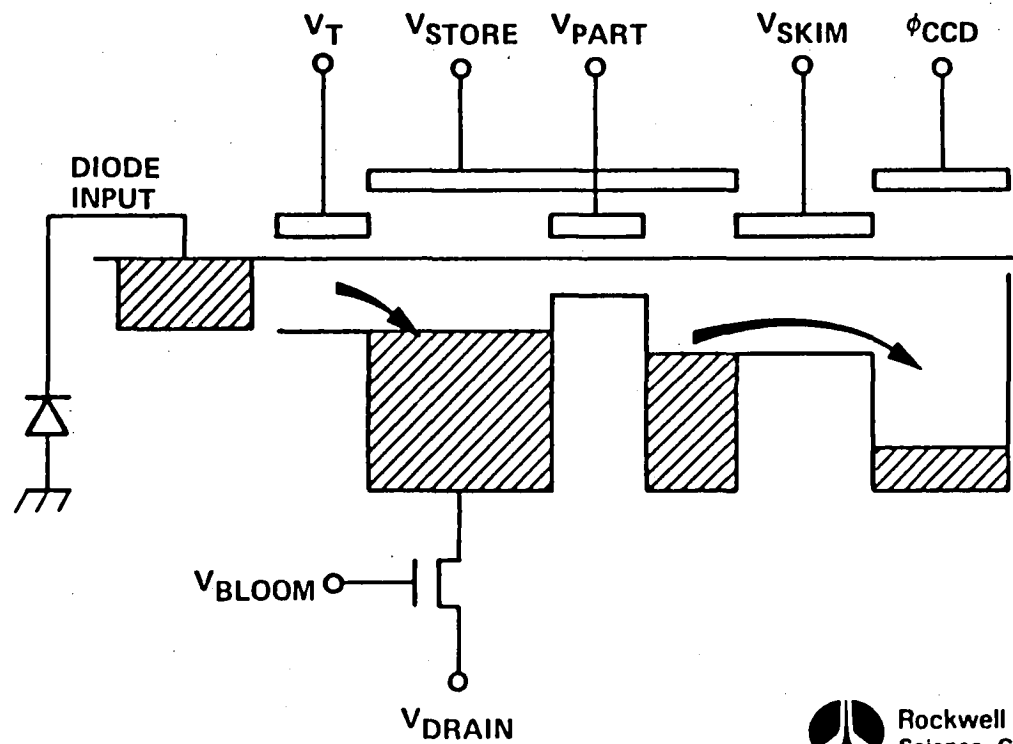 V_T V_STORE V_PART V_SKIM ϕ_CCD
DIODE
INPUT
V_BLOOM
V_DRAIN
Rockwell